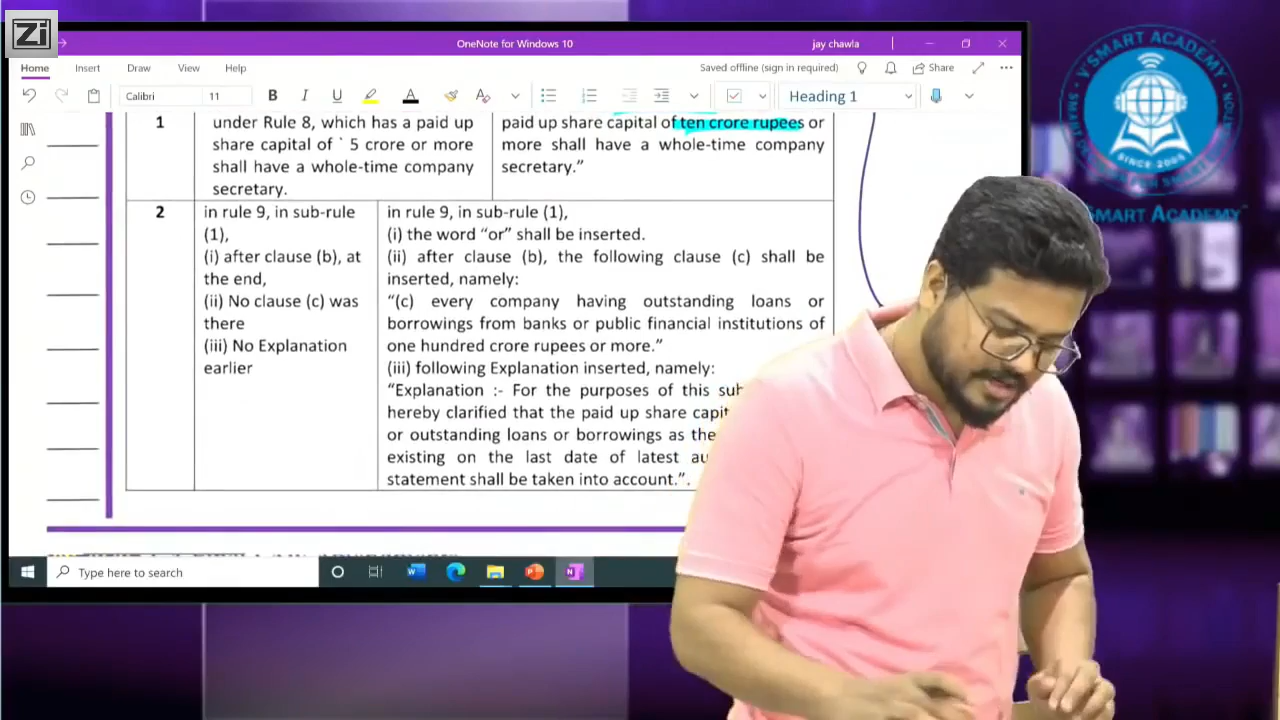 Zi
OneNote for Windows 10
jay chawla
Home Insert Draw View Help
Saved offline (sign in required)
Share
Calibri 11 B I U A Heading 1
1
under Rule 8, which has a paid up
share capital of ` 5 crore or more
shall have a whole-time company
secretary.
paid up share capital of ten crore rupees or
more shall have a whole-time company
secretary.”
2
in rule 9, in sub-rule
(1),
(i) after clause (b), at
the end,
(ii) No clause (c) was
there
(iii) No Explanation
earlier
in rule 9, in sub-rule (1),
(i) the word “or” shall be inserted.
(ii) after clause (b), the following clause (c) shall be
inserted, namely:
“(c) every company having outstanding loans or
borrowings from banks or public financial institutions of
one hundred crore rupees or more.”
(iii) following Explanation inserted, namely:
“Explanation :- For the purposes of this sub
hereby clarified that the paid up share capit
or outstanding loans or borrowings as the
existing on the last date of latest au
statement shall be taken into account.”.
Type here to search
V'SMART ACADEMY
SINCE-2004
SMART ACADEMY